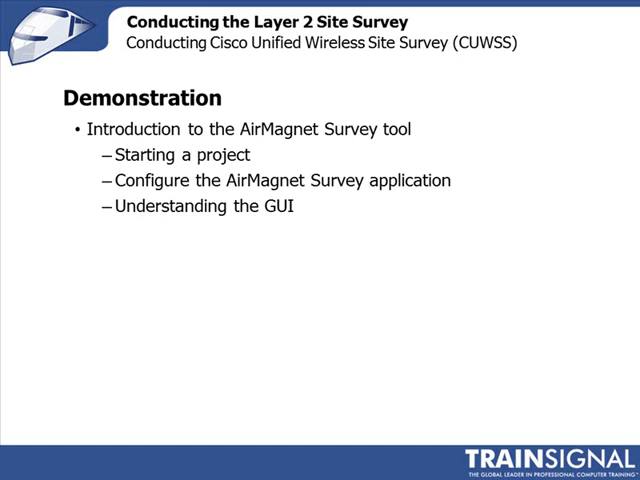 Conducting the Layer 2 Site Survey
Conducting Cisco Unified Wireless Site Survey (CUWSS)
Demonstration
• Introduction to the AirMagnet Survey tool
– Starting a project
– Configure the AirMagnet Survey application
– Understanding the GUI
TRAINSIGNAL
THE GLOBAL LEADER IN PROFESSIONAL COMPUTER TRAINING™